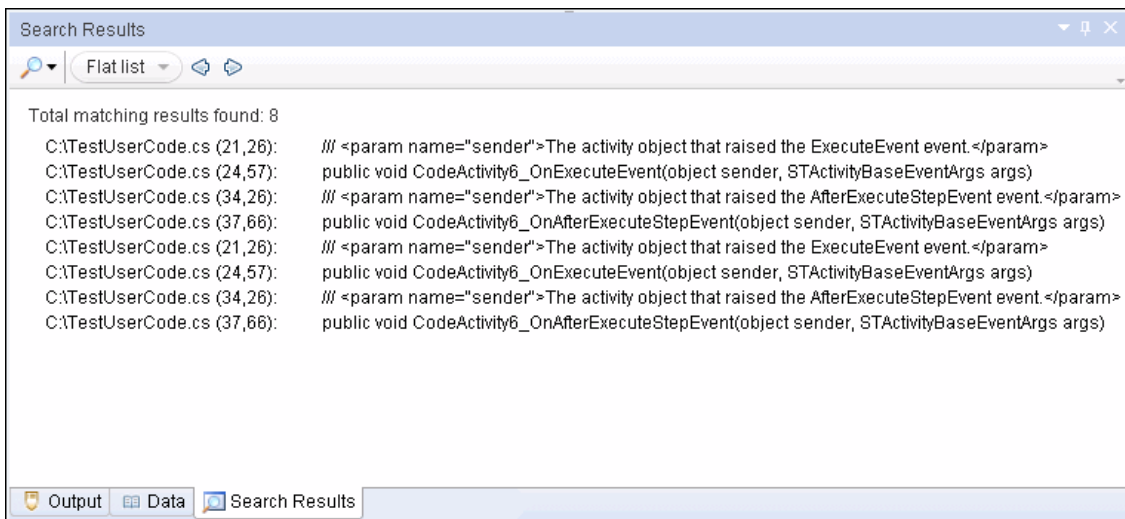 Search Results
Flat list
Total matching results found: 8
C:\TestUserCode.cs (21,26): /// <param name="sender">The activity object that raised the ExecuteEvent event.</param>
C:\TestUserCode.cs (24,57): public void CodeActivity6_OnExecuteEvent(object sender, STActivityBaseEventArgs args)
C:\TestUserCode.cs (34,26): /// <param name="sender">The activity object that raised the AfterExecuteStepEvent event.</param>
C:\TestUserCode.cs (37,66): public void CodeActivity6_OnAfterExecuteStepEvent(object sender, STActivityBaseEventArgs args)
C:\TestUserCode.cs (21,26): /// <param name="sender">The activity object that raised the ExecuteEvent event.</param>
C:\TestUserCode.cs (24,57): public void CodeActivity6_OnExecuteEvent(object sender, STActivityBaseEventArgs args)
C:\TestUserCode.cs (34,26): /// <param name="sender">The activity object that raised the AfterExecuteStepEvent event.</param>
C:\TestUserCode.cs (37,66): public void CodeActivity6_OnAfterExecuteStepEvent(object sender, STActivityBaseEventArgs args)
Output Data Search Results